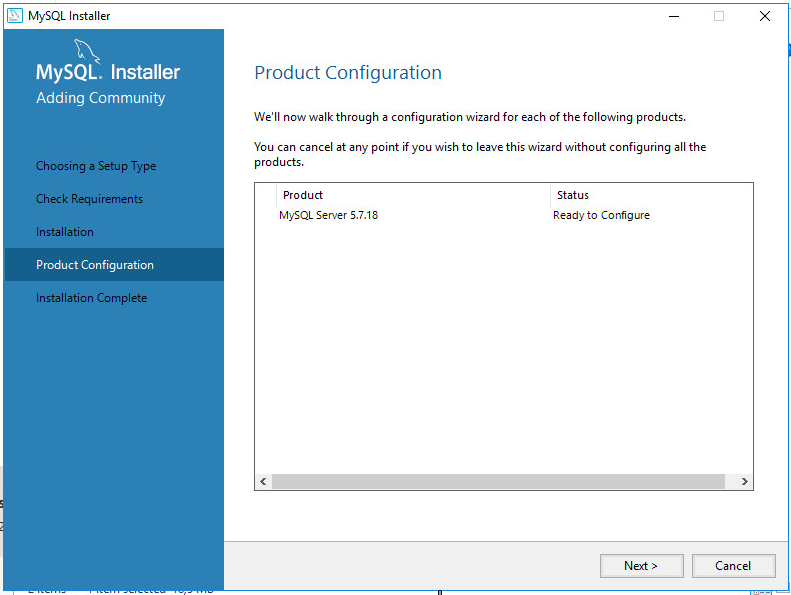 MySQL Installer
MySQL. Installer
Adding Community
Choosing a Setup Type
Check Requirements
Installation
Product Configuration
Installation Complete
Product Configuration
We'll now walk through a configuration wizard for each of the following products.
You can cancel at any point if you wish to leave this wizard without configuring all the
products.
Product Status
MySQL Server 5.7.18 Ready to Configure
Next > Cancel